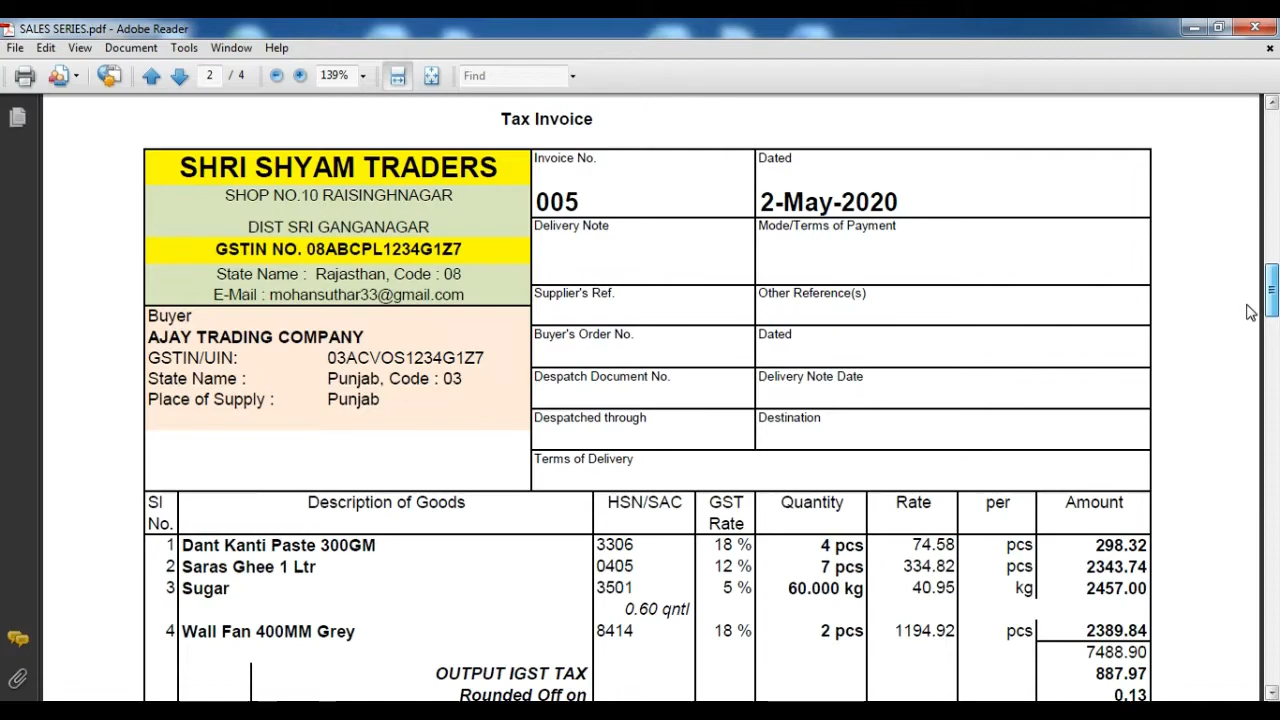 SALES SERIES.pdf - Adobe Reader
File Edit View Document Tools Window Help
2 / 4 139% Find
Tax Invoice
SHRI SHYAM TRADERS
SHOP NO.10 RAISINGHNAGAR
DIST SRI GANGANAGAR
GSTIN NO. 08ABCPL1234G1Z7
State Name : Rajasthan, Code : 08
E-Mail : mohansuthar33@gmail.com
Invoice No. Dated
005 2-May-2020
Delivery Note Mode/Terms of Payment
Supplier's Ref. Other Reference(s)
Buyer
AJAY TRADING COMPANY
GSTIN/UIN: 03ACVOS1234G1Z7
State Name : Punjab, Code : 03
Place of Supply : Punjab
Buyer's Order No. Dated
Despatch Document No. Delivery Note Date
Despatched through Destination
Terms of Delivery
Sl No. Description of Goods HSN/SAC GST Rate Quantity Rate per Amount
1 Dant Kanti Paste 300GM 3306 18 % 4 pcs 74.58 pcs 298.32
2 Saras Ghee 1 Ltr 0405 12 % 7 pcs 334.82 pcs 2343.74
3 Sugar 3501 5 % 60.000 kg 40.95 kg 2457.00
0.60 qntl
4 Wall Fan 400MM Grey 8414 18 % 2 pcs 1194.92 pcs 2389.84
7488.90
OUTPUT IGST TAX 887.97
Rounded Off on 0.13